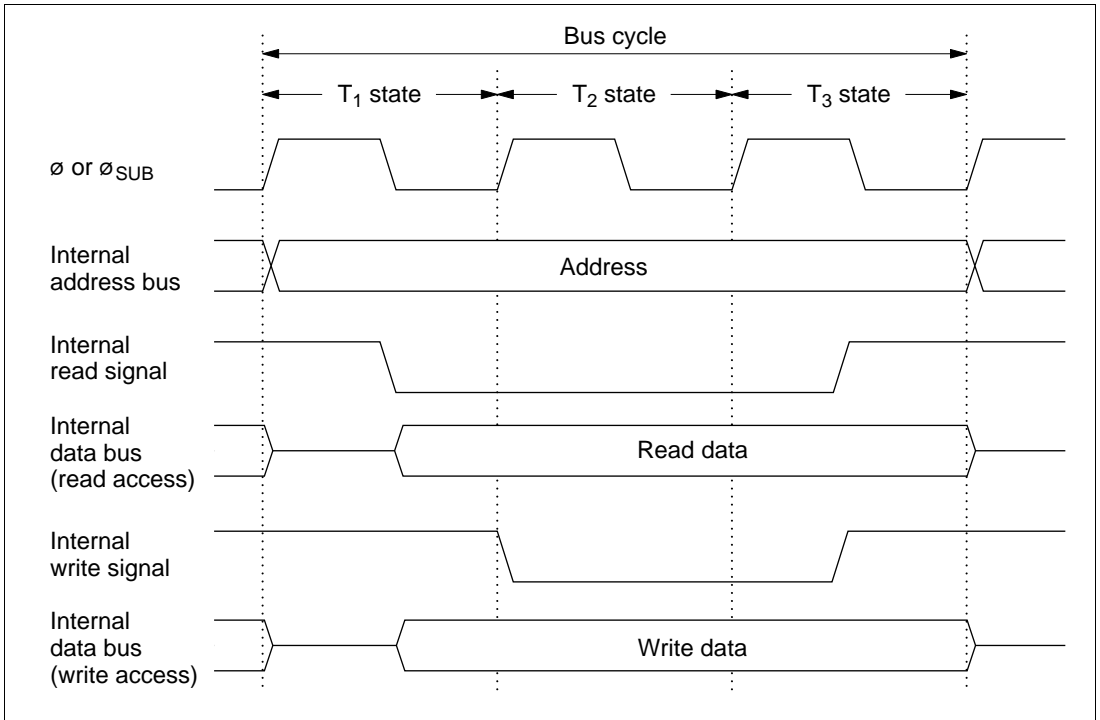 Bus cycle
T1 state T2 state T3 state
ø or øSUB
Internal
address bus
Address
Internal
read signal
Internal
data bus
(read access)
Read data
Internal
write signal
Internal
data bus
(write access)
Write data